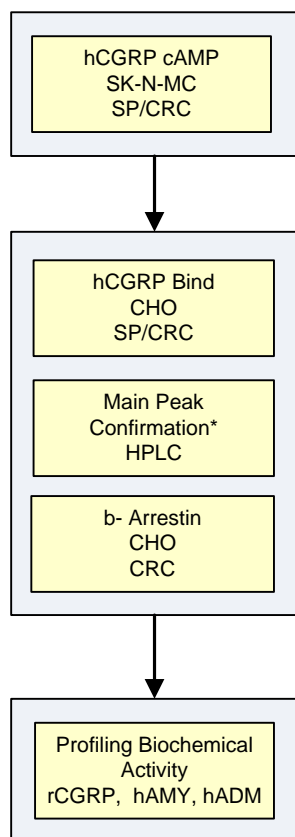 hCGRP cAMP
SK-N-MC
SP/CRC
hCGRP Bind
CHO
SP/CRC
Main Peak
Confirmation*
HPLC
b- Arrestin
CHO
CRC
Profiling Biochemical
Activity
rCGRP, hAMY, hADM